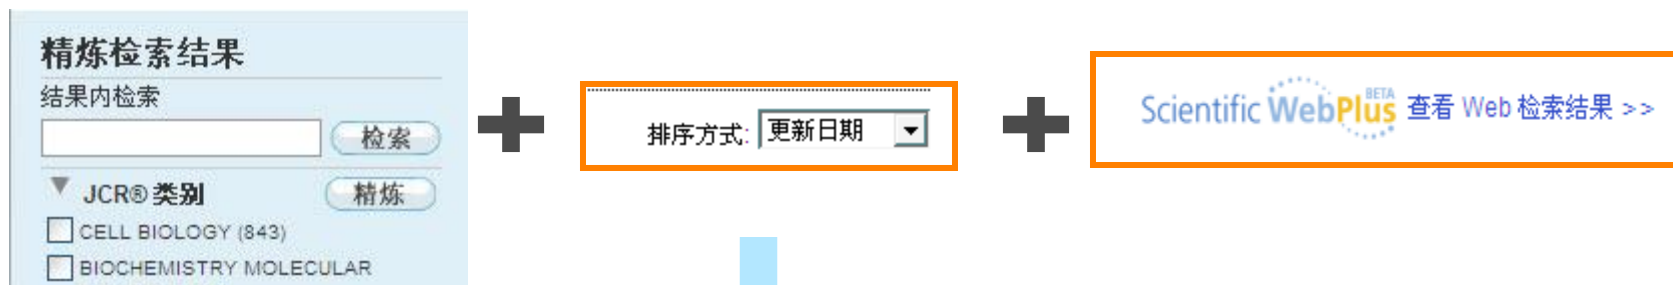 精炼检索结果
结果内检索
检索
JCR® 类别
精炼
CELL BIOLOGY (843)
BIOCHEMISTRY MOLECULAR
排序方式: 更新日期
Scientific WebPlus BETA 查看 Web 检索结果 >>